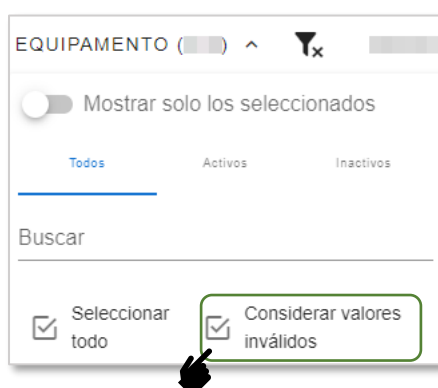 EQUIPAMENTO ( )
Mostrar solo los seleccionados
Todos Activos Inactivos
Buscar
Seleccionar todo
Considerar valores inválidos